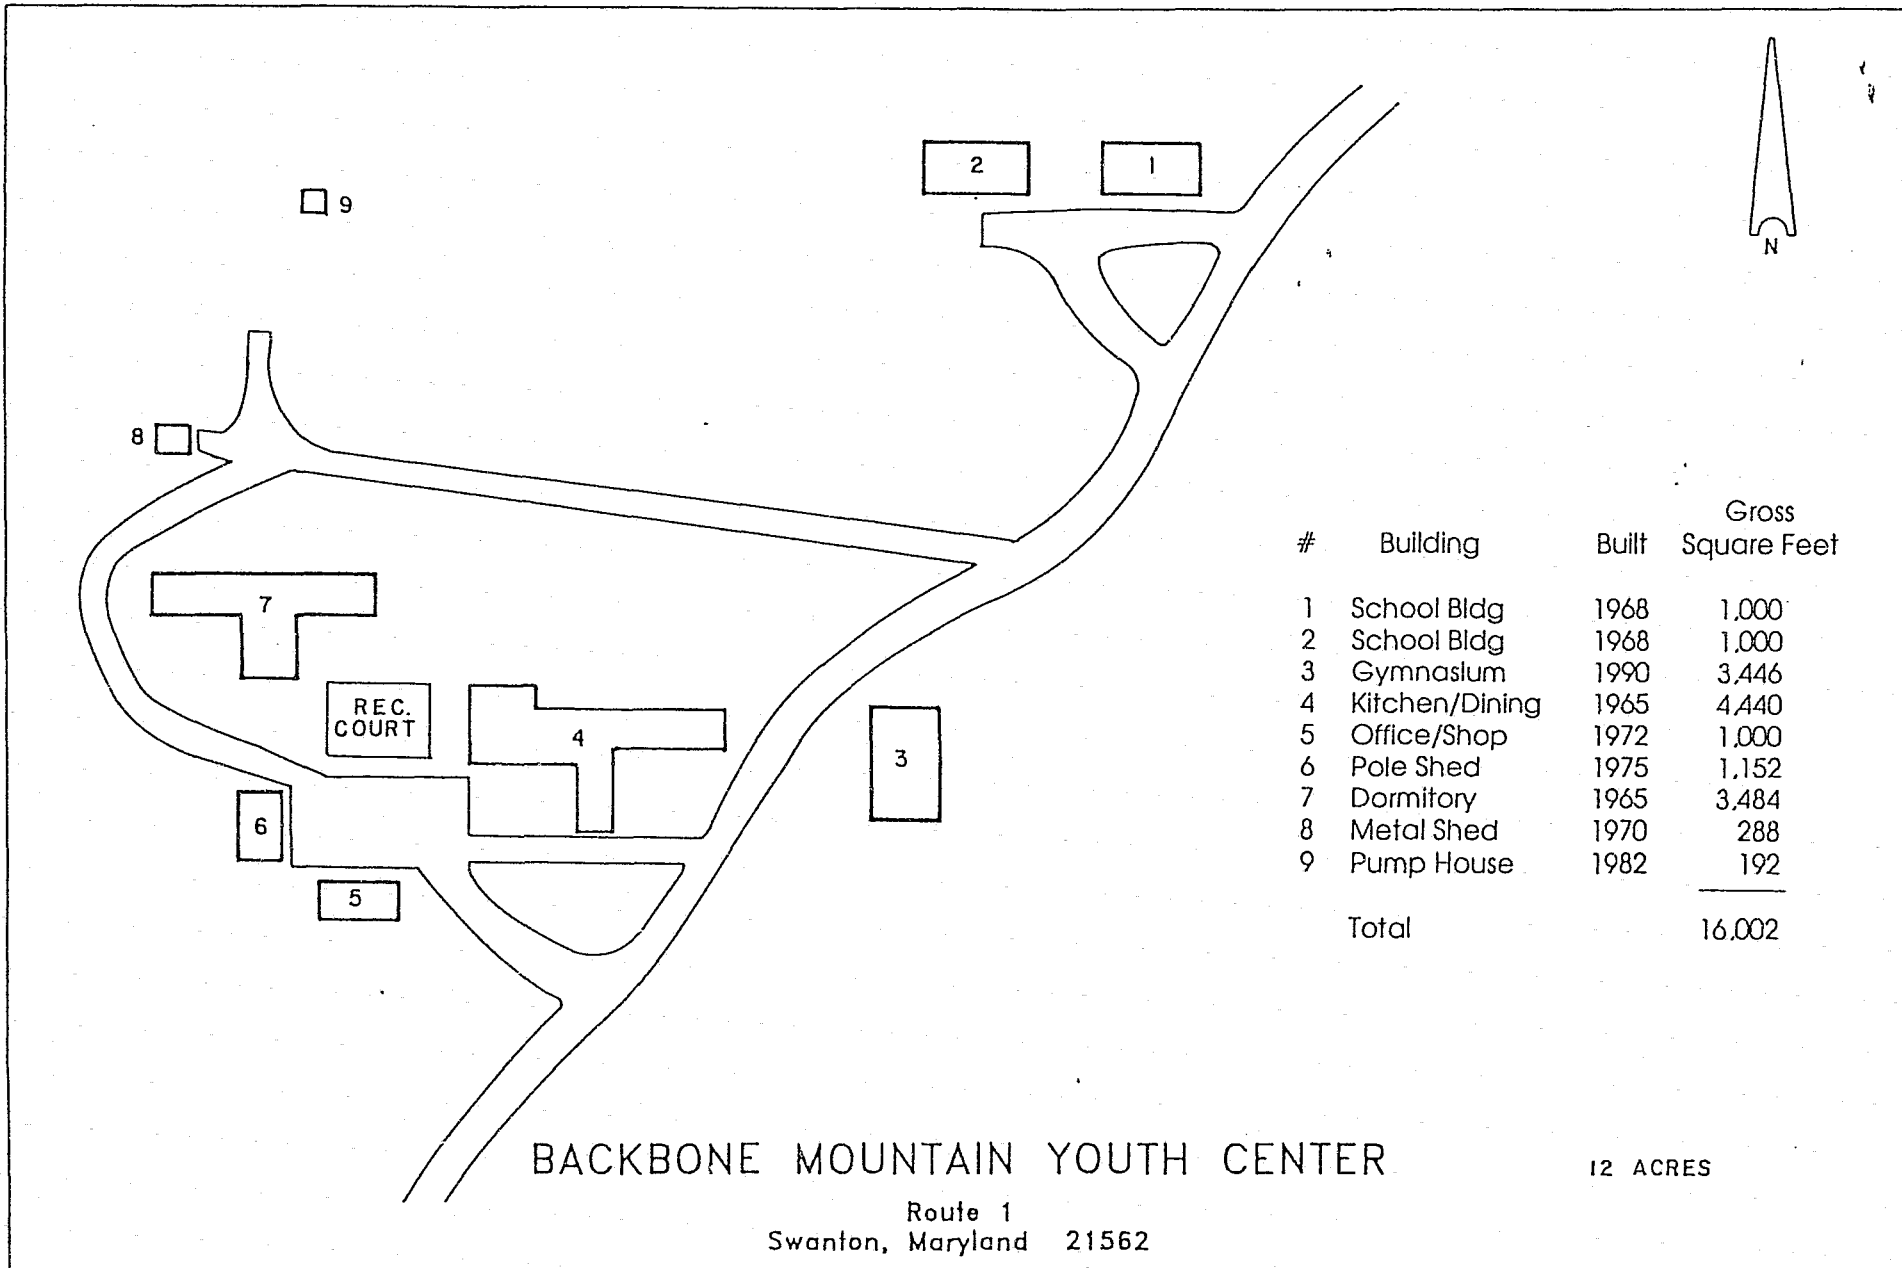 2
1
9
N
8
7
REC.
COURT
4
3
6
5
Gross
# Building Built Square Feet
1 School Bldg 1968 1,000
2 School Bldg 1968 1,000
3 Gymnasium 1990 3,446
4 Kitchen/Dining 1965 4,440
5 Office/Shop 1972 1,000
6 Pole Shed 1975 1,152
7 Dormitory 1965 3,484
8 Metal Shed 1970 288
9 Pump House 1982 192
Total 16,002
BACKBONE MOUNTAIN YOUTH CENTER
12 ACRES
Route 1
Swanton, Maryland 21562